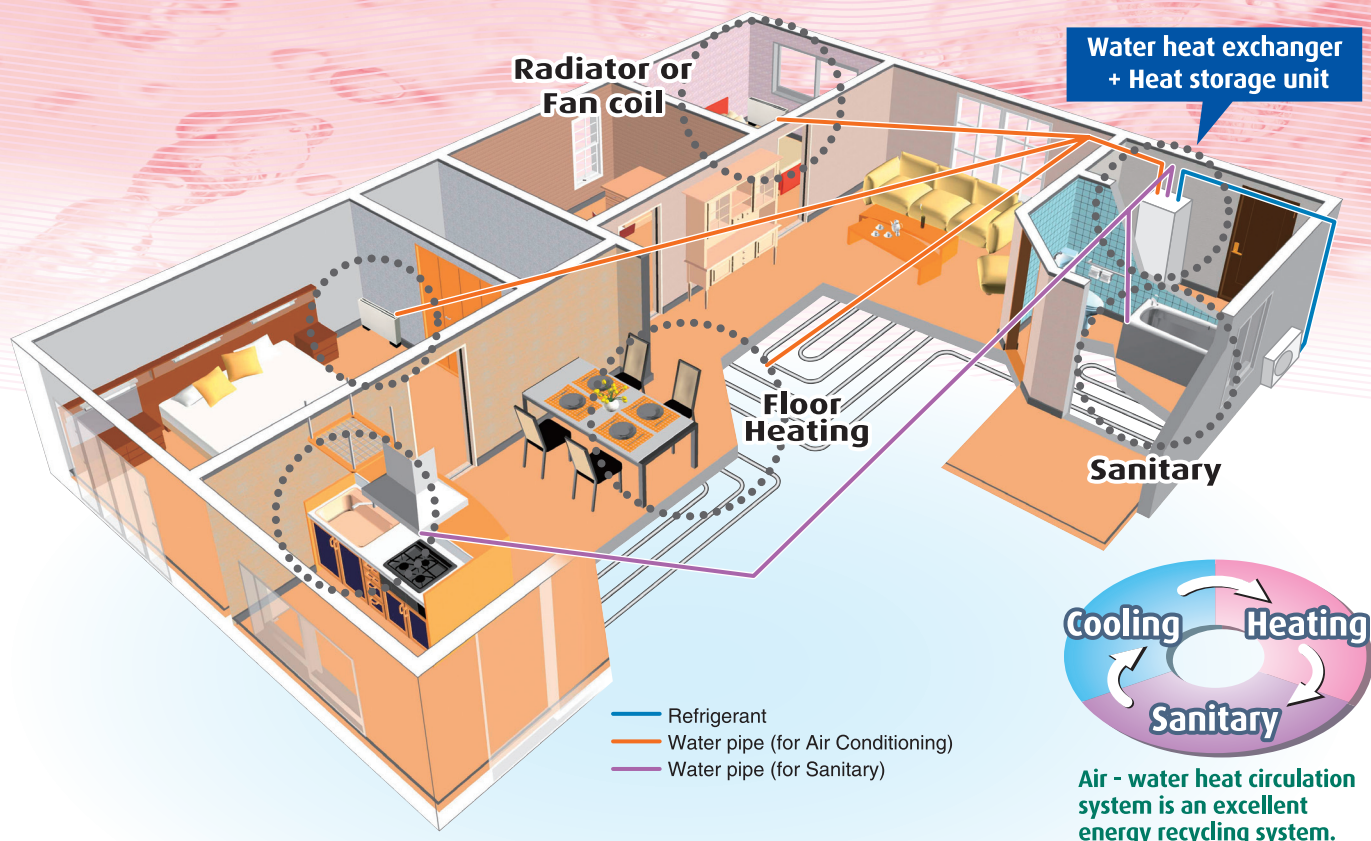 Radiator or
Fan coil
Water heat exchanger
+ Heat storage unit
Floor
Heating
Sanitary
Cooling
Heating
Sanitary
Refrigerant
Water pipe (for Air Conditioning)
Water pipe (for Sanitary)
Air - water heat circulation
system is an excellent
energy recycling system.